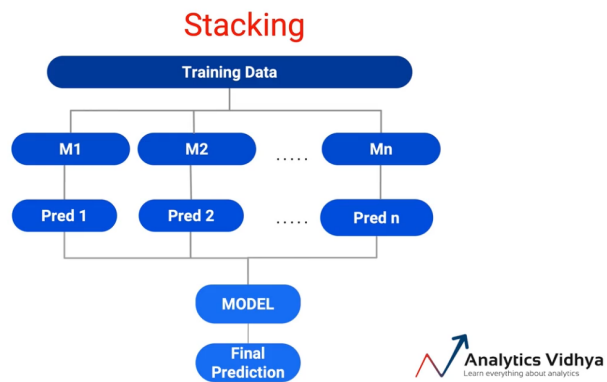 Stacking
Training Data
M1 M2 ..... Mn
Pred 1 Pred 2 ..... Pred n
MODEL
Final
Prediction
Analytics Vidhya
Learn everything about analytics